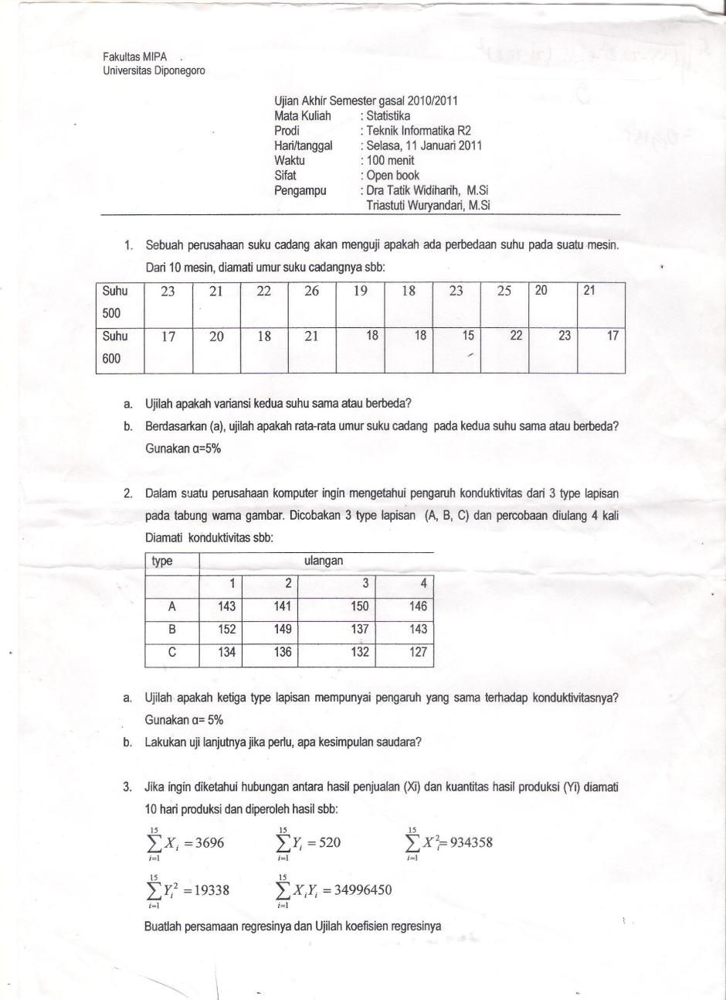 Fakultas MIPA
Universitas Diponegoro
Ujian Akhir Semester gasal 2010/2011
Mata Kuliah : Statistika
Prodi : Teknik Informatika R2
Hari/tanggal : Selasa, 11 Januari 2011
Waktu : 100 menit
Sifat : Open book
Pengampu : Dra Tatik Widiharih, M.Si
Triastuti Wuryandari, M.Si
1. Sebuah perusahaan suku cadang akan menguji apakah ada perbedaan suhu pada suatu mesin.
Dari 10 mesin, diamati umur suku cadangnya sbb:
Suhu 500 23 21 22 26 19 18 23 25 20 21
Suhu 600 17 20 18 21 18 18 15 22 23 17
a. Ujilah apakah variansi kedua suhu sama atau berbeda?
b. Berdasarkan (a), ujilah apakah rata-rata umur suku cadang pada kedua suhu sama atau berbeda?
Gunakan α=5%
2. Dalam suatu perusahaan komputer ingin mengetahui pengaruh konduktivitas dari 3 type lapisan
pada tabung warna gambar. Dicobakan 3 type lapisan (A, B, C) dan percobaan diulang 4 kali
Diamati konduktivitas sbb:
type ulangan
1 2 3 4
A 143 141 150 146
B 152 149 137 143
C 134 136 132 127
a. Ujilah apakah ketiga type lapisan mempunyai pengaruh yang sama terhadap konduktivitasnya?
Gunakan α= 5%
b. Lakukan uji lanjutnya jika perlu, apa kesimpulan saudara?
3. Jika ingin diketahui hubungan antara hasil penjualan (Xi) dan kuantitas hasil produksi (Yi) diamati
10 hari produksi dan diperoleh hasil sbb:
∑_{i=1}^{15} X_i = 3696 ∑_{i=1}^{15} Y_i = 520 ∑_{i=1}^{15} X_i^2 = 934358
∑_{i=1}^{15} Y_i^2 = 19338 ∑_{i=1}^{15} X_i Y_i = 34996450
Buatlah persamaan regresinya dan Ujilah koefisien regresinya